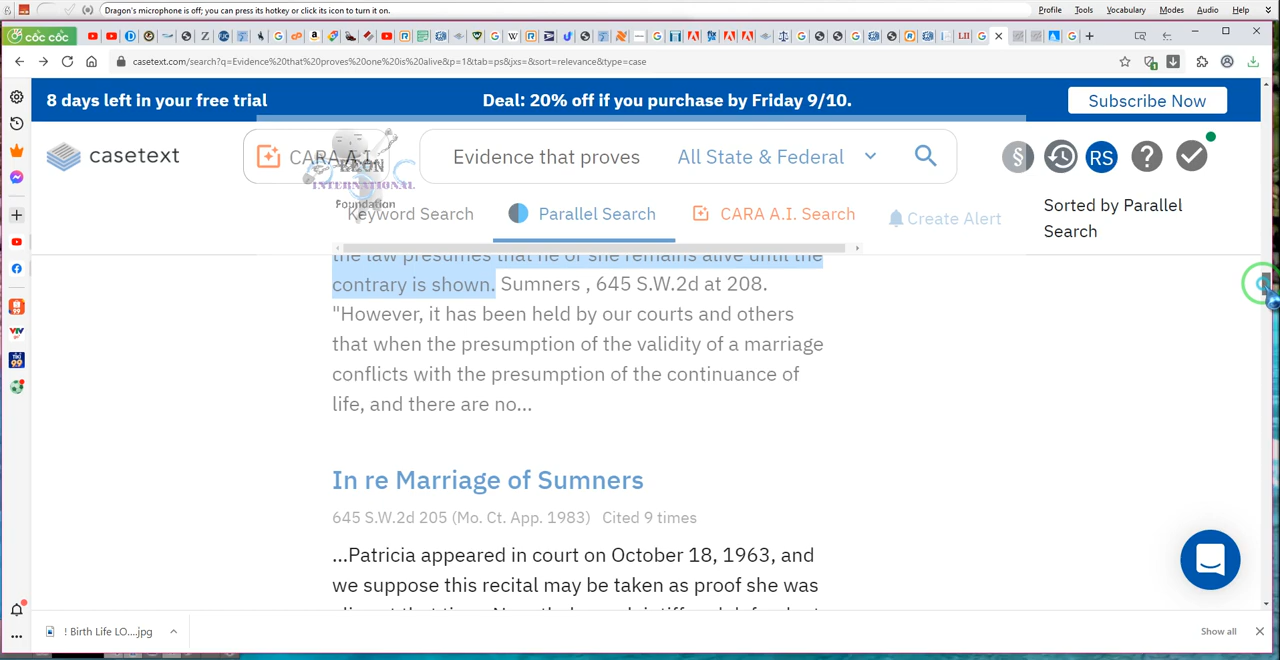 Dragon's microphone is off; you can press its hotkey or click its icon to turn it on.
Profile Tools Vocabulary Modes Audio Help
CỐC CỐC
casetext.com/search?q=Evidence%20that%20proves%20one%20is%20alive&p=1&tab=ps&jxs=&sort=relevance&type=case
8 days left in your free trial
Deal: 20% off if you purchase by Friday 9/10.
Subscribe Now
casetext
CARA A.I.
Evidence that proves
All State & Federal
RS
LEON
INTERNATIONAL
Foundation
Keyword Search
Parallel Search
CARA A.I. Search
Create Alert
Sorted by Parallel
Search
the law presumes that he or she remains alive until the
contrary is shown. Sumners , 645 S.W.2d at 208.
"However, it has been held by our courts and others
that when the presumption of the validity of a marriage
conflicts with the presumption of the continuance of
life, and there are no...
In re Marriage of Sumners
645 S.W.2d 205 (Mo. Ct. App. 1983) Cited 9 times
...Patricia appeared in court on October 18, 1963, and
we suppose this recital may be taken as proof she was
! Birth Life LO....jpg
Show all